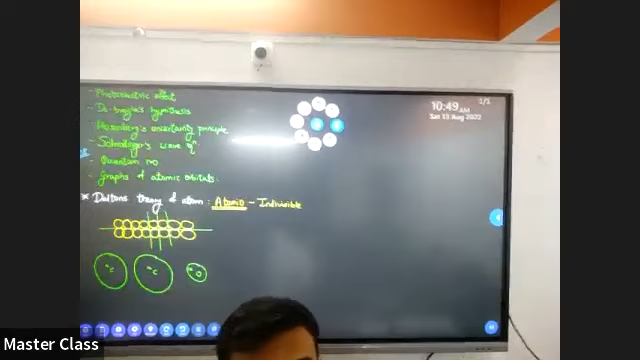 - Photoelectric effect
- De-broglie's hypothesis
- Heisenberg's uncertainty principle
- Schrodinger's wave eqⁿ.
- Quantum no
- graphs of atomic orbitals.
* Daltons theory of atom : Atomio - Indivisible
10:49 AM
Sat 13 Aug 2022
1/1
Master Class